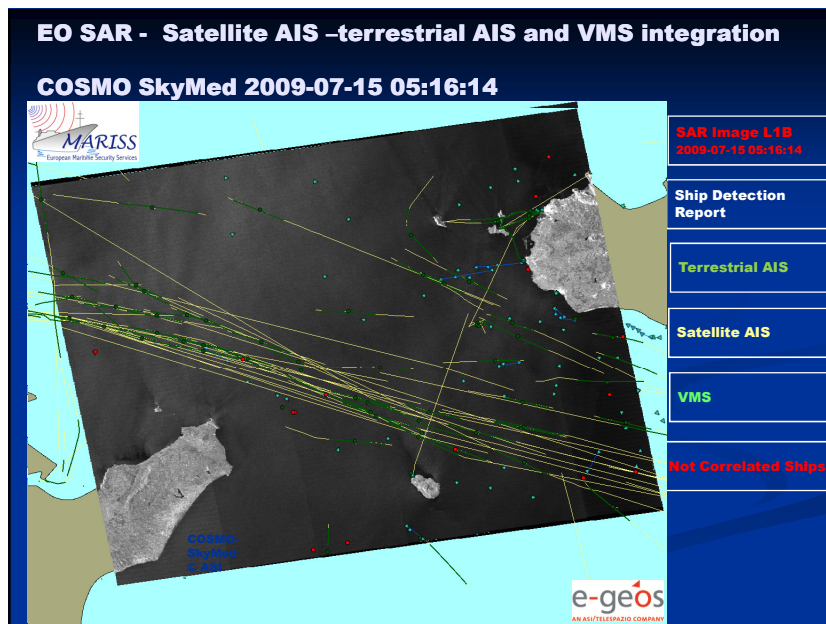 EO SAR - Satellite AIS –terrestrial AIS and VMS integration
COSMO SkyMed 2009-07-15 05:16:14
MARISS
European Maritime Security Services
SAR Image L1B
2009-07-15 05:16:14
Ship Detection
Report
Terrestrial AIS
Satellite AIS
VMS
Not Correlated Ships
COSMO-
SkyMed
C ASI
e-geos
AN ASI/TELESPAZIO COMPANY